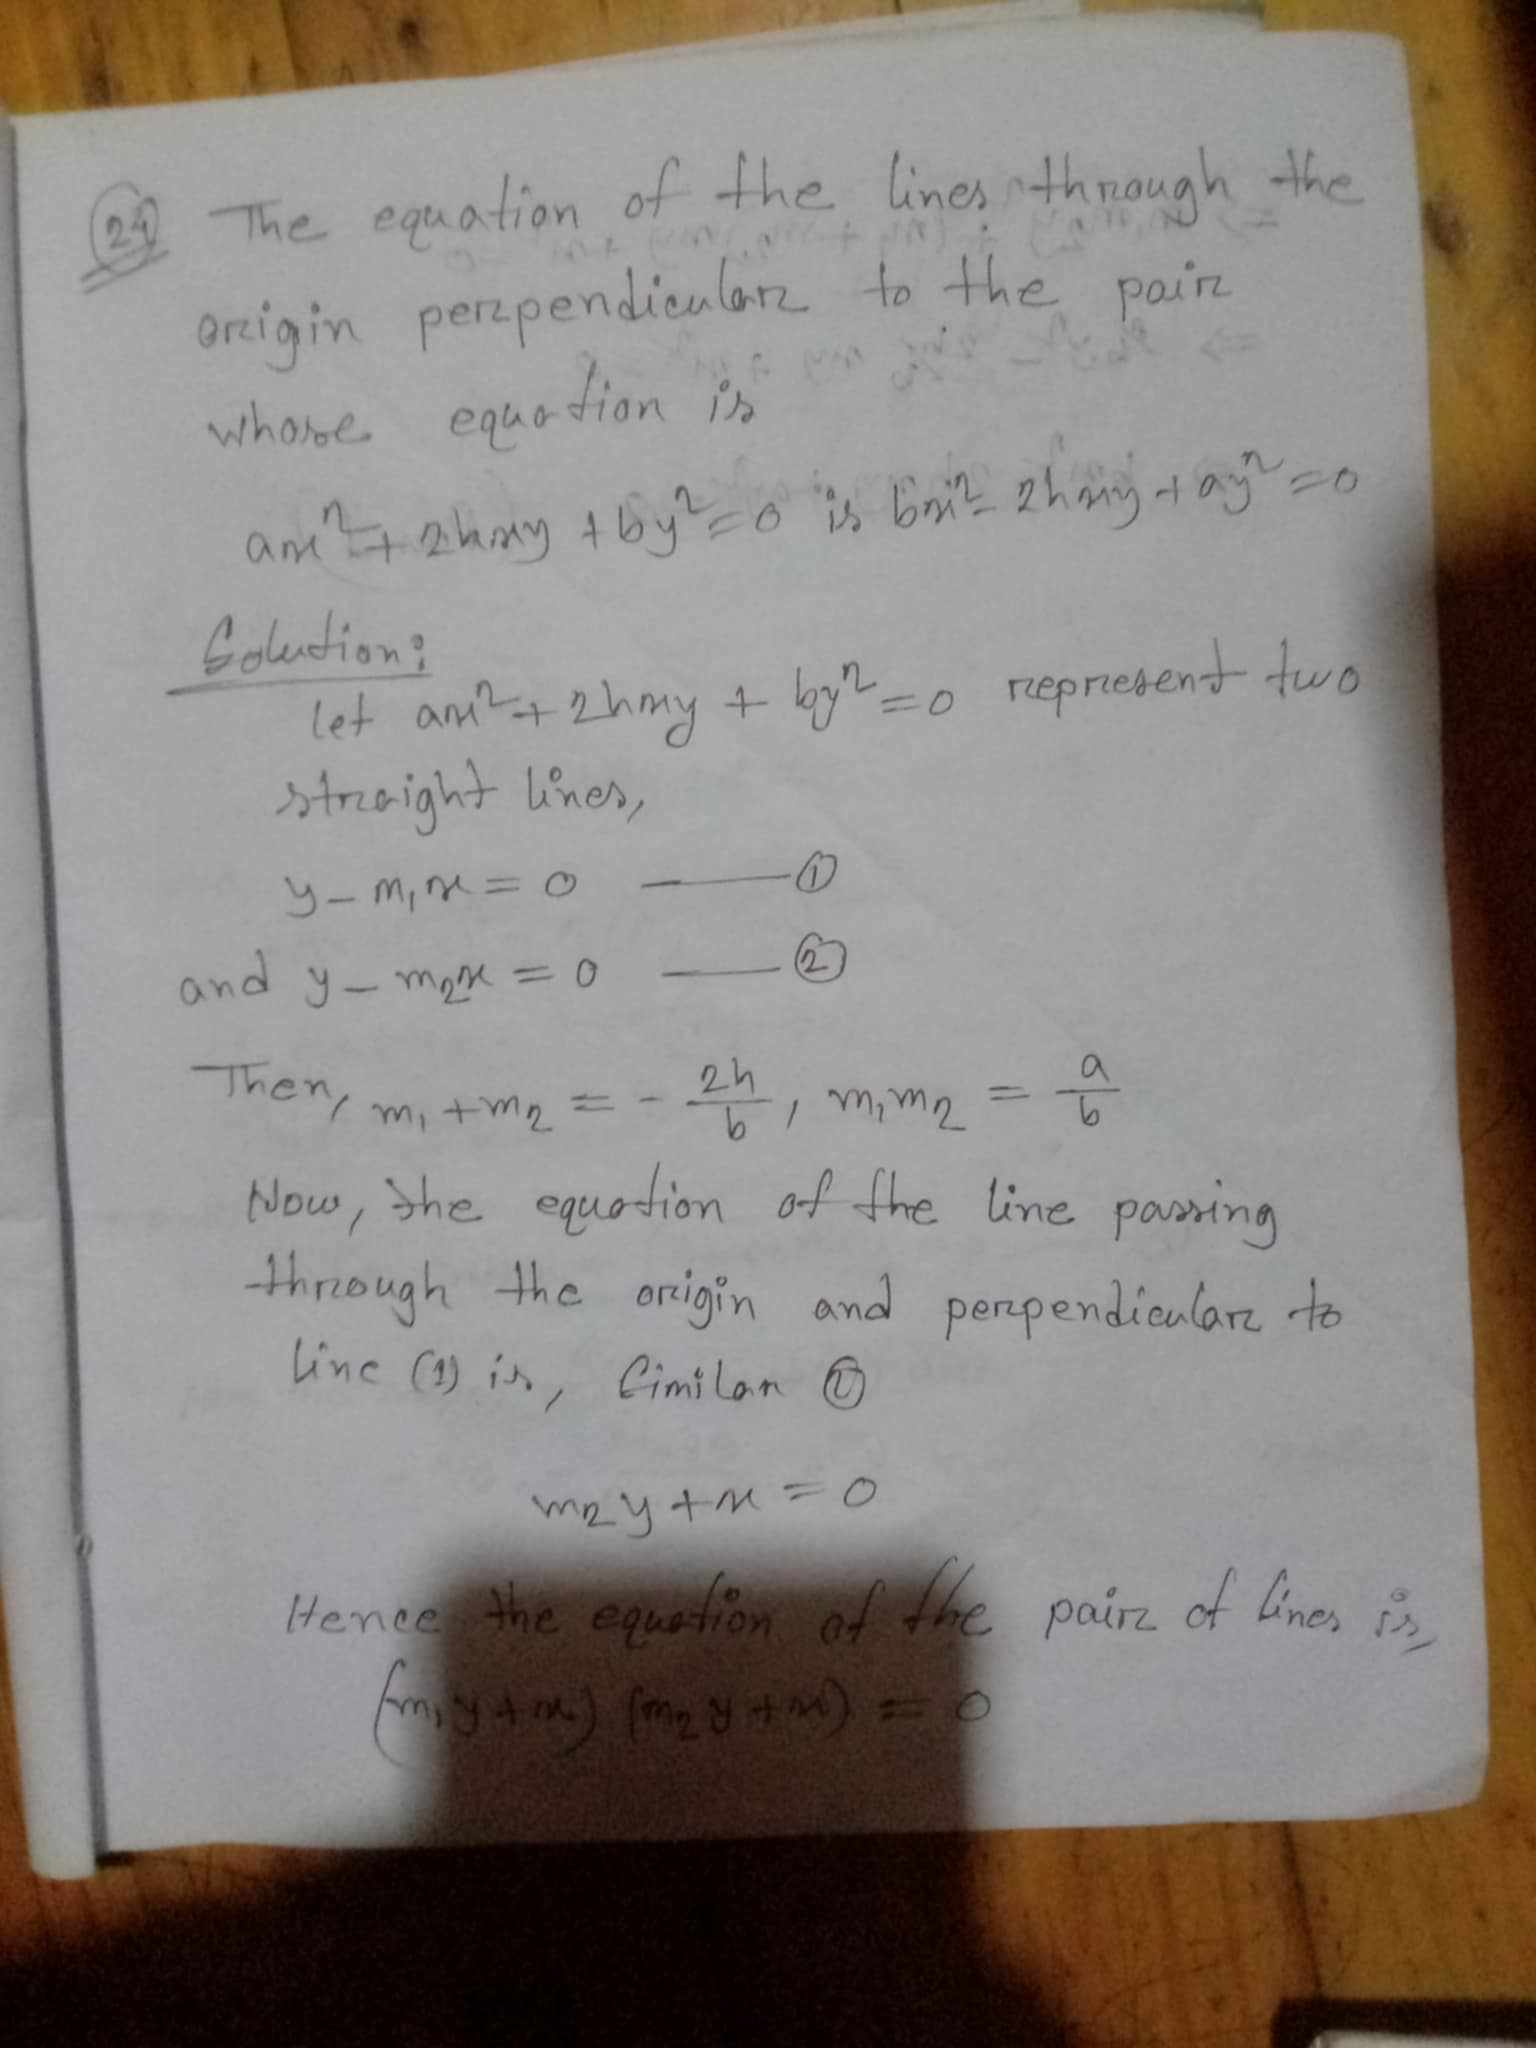 24 The equation of the lines through the
origin perpendicular to the pair
whose equation is
ax² + 2hxy + by² = 0 is bx² - 2hxy + ay² = 0
Solution:
let ax² + 2hxy + by² = 0 represent two
straight lines,
y - m₁x = 0 —— ①
and y - m₂x = 0 —— ②
Then, m₁ + m₂ = - 2h/b, m₁m₂ = a/b
Now, the equation of the line passing
through the origin and perpendicular to
line (1) is, Similar ②
m₂y + x = 0
Hence the equation of the pair of lines is,
(m₁y + x) (m₂y + x) = 0